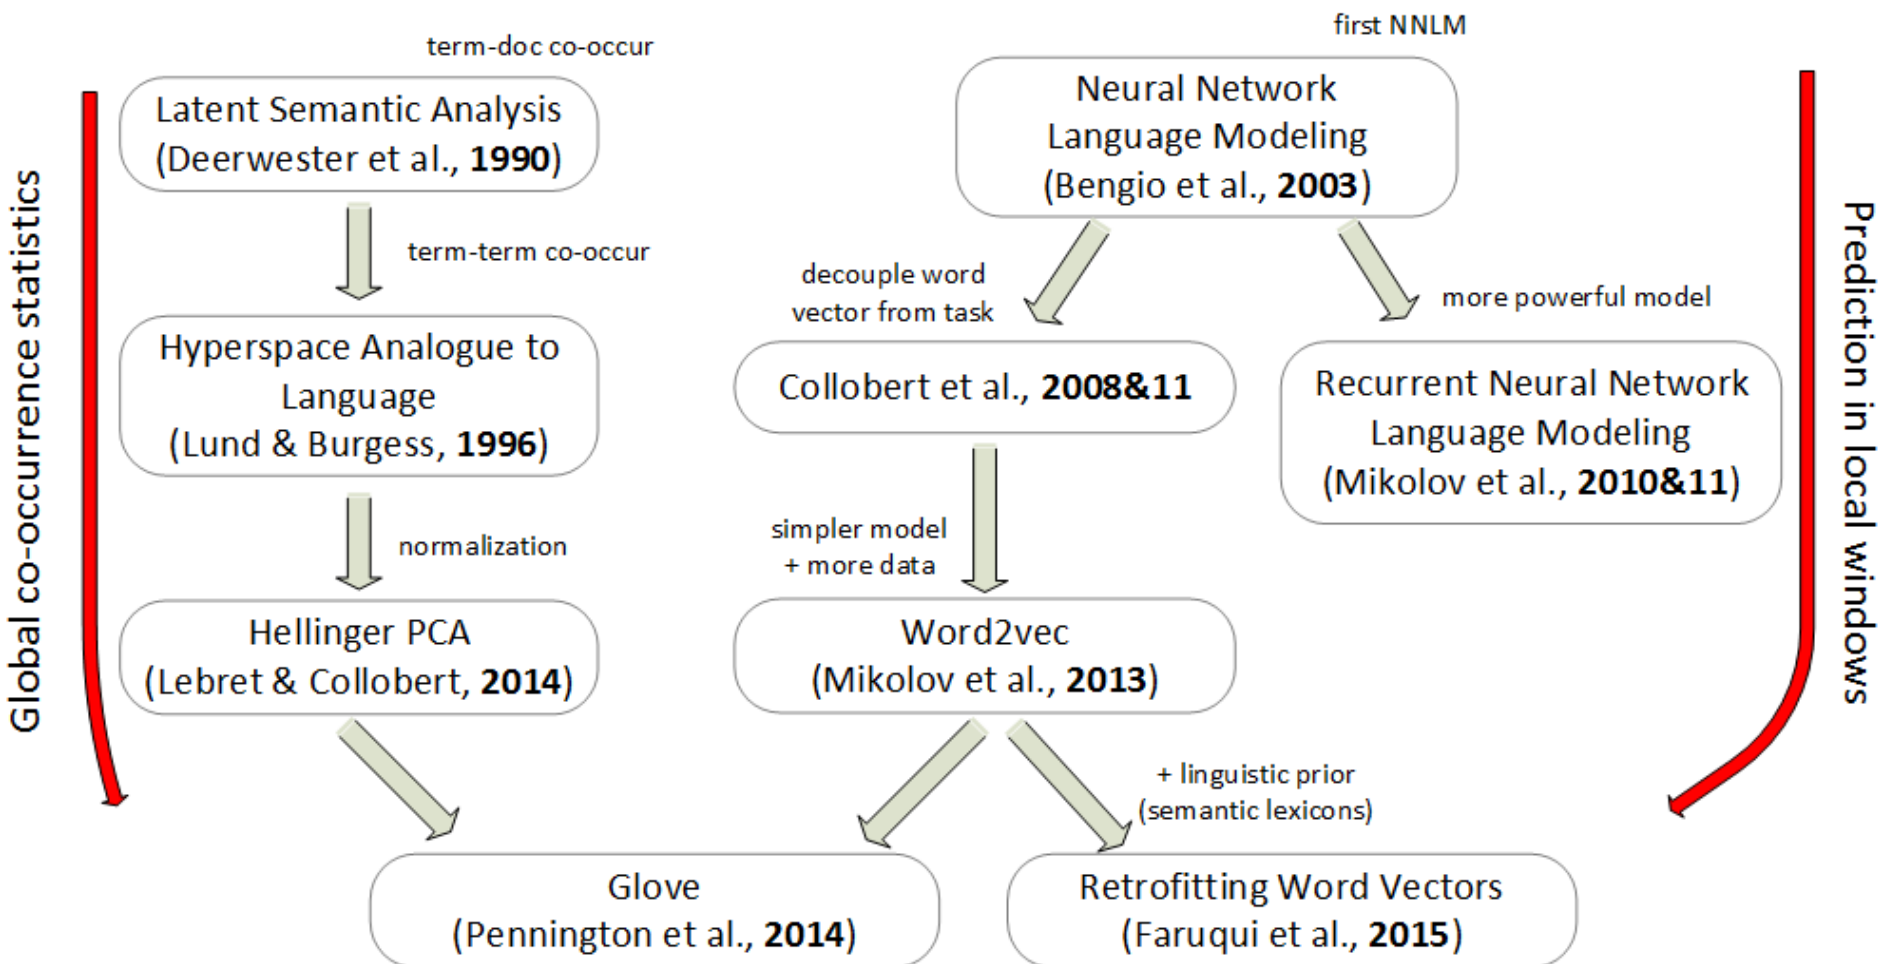 term-doc co-occur
Latent Semantic Analysis
(Deerwester et al., 1990)
term-term co-occur
Hyperspace Analogue to
Language
(Lund & Burgess, 1996)
normalization
Hellinger PCA
(Lebret & Collobert, 2014)
Global co-occurrence statistics
first NNLM
Neural Network
Language Modeling
(Bengio et al., 2003)
decouple word
vector from task
more powerful model
Collobert et al., 2008&11
Recurrent Neural Network
Language Modeling
(Mikolov et al., 2010&11)
simpler model
+ more data
Word2vec
(Mikolov et al., 2013)
+ linguistic prior
(semantic lexicons)
Glove
(Pennington et al., 2014)
Retrofitting Word Vectors
(Faruqui et al., 2015)
Prediction in local windows